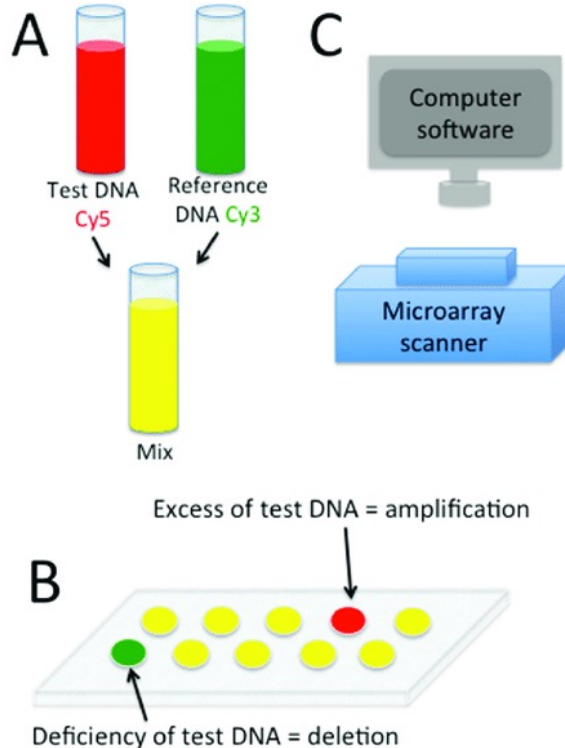 A
Test DNA
Cy5
Reference
DNA Cy3
Mix
C
Computer
software
Microarray
scanner
B
Excess of test DNA = amplification
Deficiency of test DNA = deletion